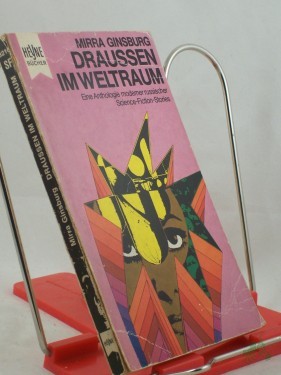 HEYNE
BÜCHER
MIRRA GINSBURG
DRAUSSEN
IM WELTRAUM
Eine Anthologie moderner russischer
Science-Fiction-Stories
Mirra Ginsburg DRAUSSEN IM WELTRAUM